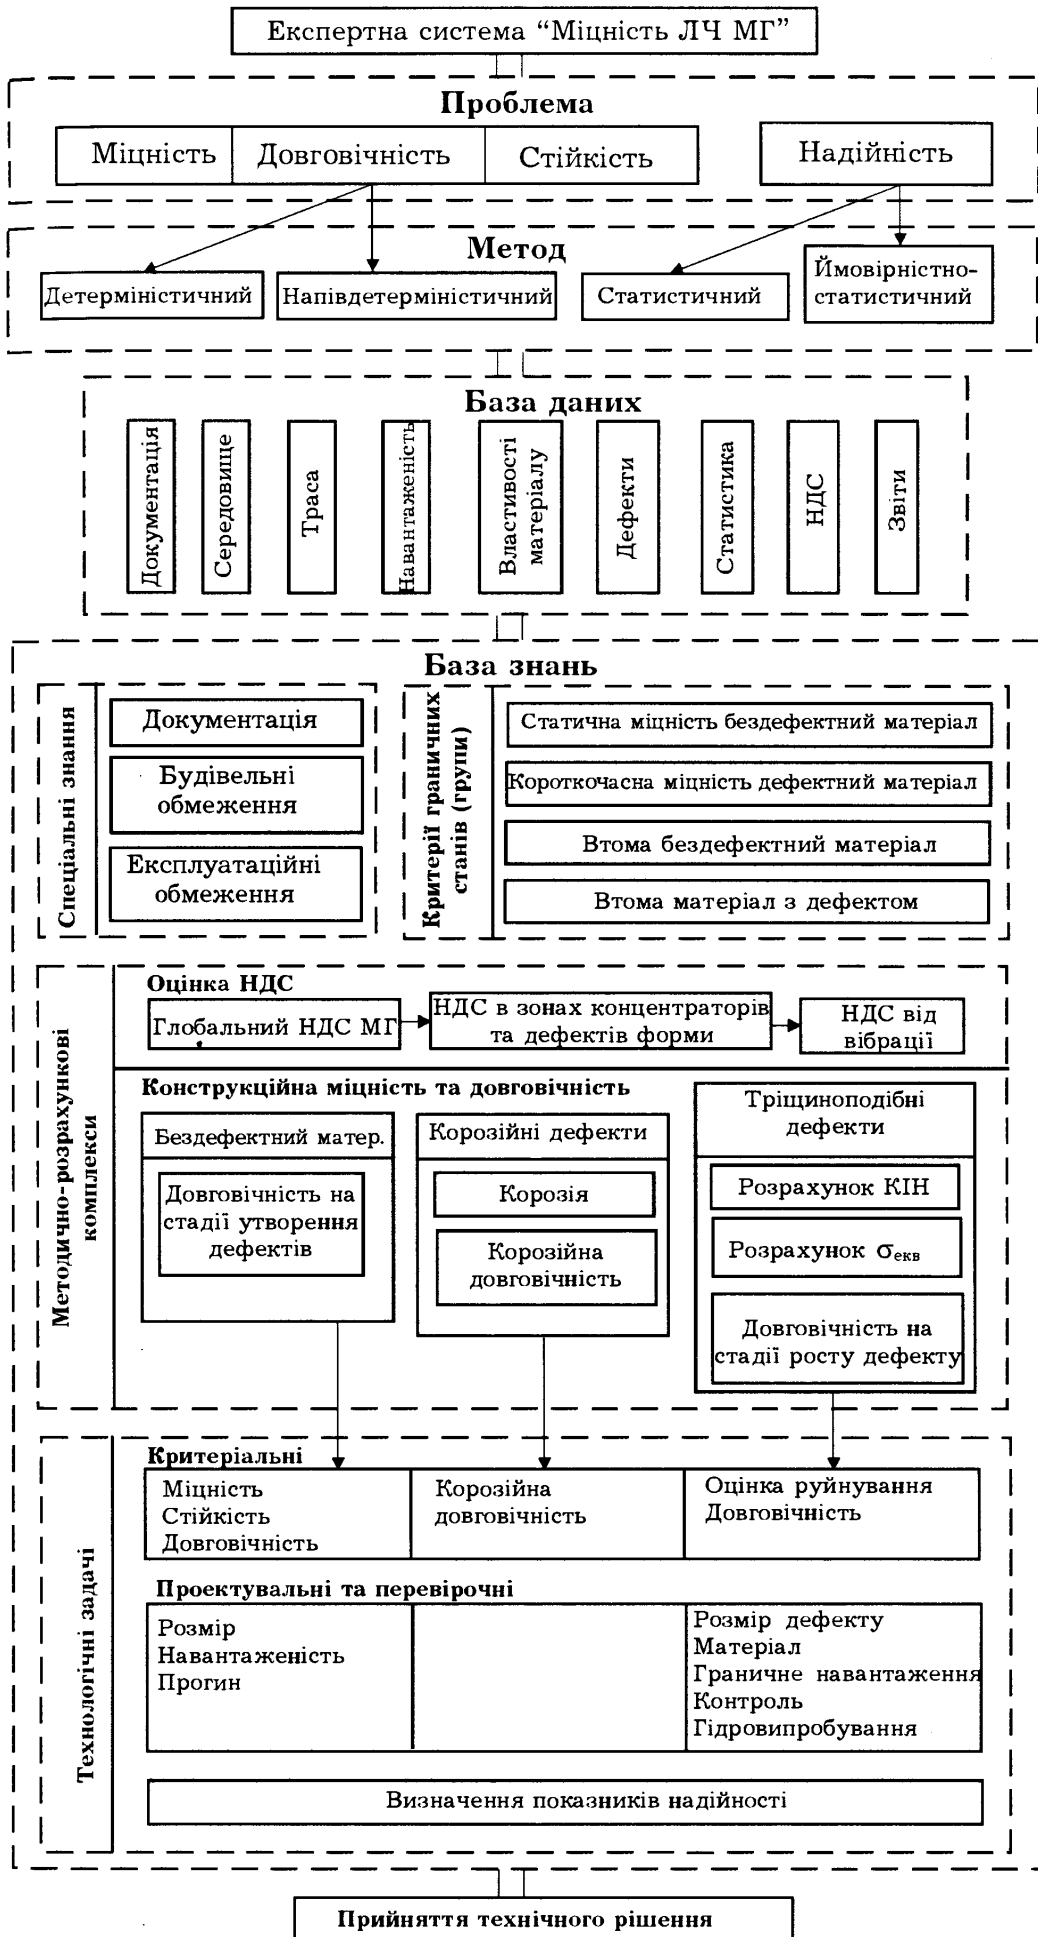 Експертна система “Міцність ЛЧ МГ”
Проблема
Міцність
Довговічність
Стійкість
Надійність
Метод
Детерміністичний
Напівдетерміністичний
Статистичний
Ймовірністно-
статистичний
База даних
Документація
Середовище
Траса
Навантаженість
Властивості
матеріалу
Дефекти
Статистика
НДС
Звіти
База знань
Спеціальні знання
Документація
Будівельні
обмеження
Експлуатаційні
обмеження
Критерії граничних
станів (групи)
Статична міцність бездефектний матеріал
Короткочасна міцність дефектний матеріал
Втома бездефектний матеріал
Втома матеріал з дефектом
Методично-розрахункові
комплекси
Оцінка НДС
Глобальний НДС МГ
НДС в зонах концентраторів
та дефектів форми
НДС від
вібрації
Конструкційна міцність та довговічність
Бездефектний матер.
Довговічність на
стадії утворення
дефектів
Корозійні дефекти
Корозія
Корозійна
довговічність
Тріщиноподібні
дефекти
Розрахунок КІН
Розрахунок σекв
Довговічність на
стадії росту дефекту
Технологічні задачі
Критеріальні
Міцність
Стійкість
Довговічність
Корозійна
довговічність
Оцінка руйнування
Довговічність
Проектувальні та перевірочні
Розмір
Навантаженість
Прогин
Розмір дефекту
Матеріал
Граничне навантаження
Контроль
Гідровипробування
Визначення показників надійності
Прийняття технічного рішення